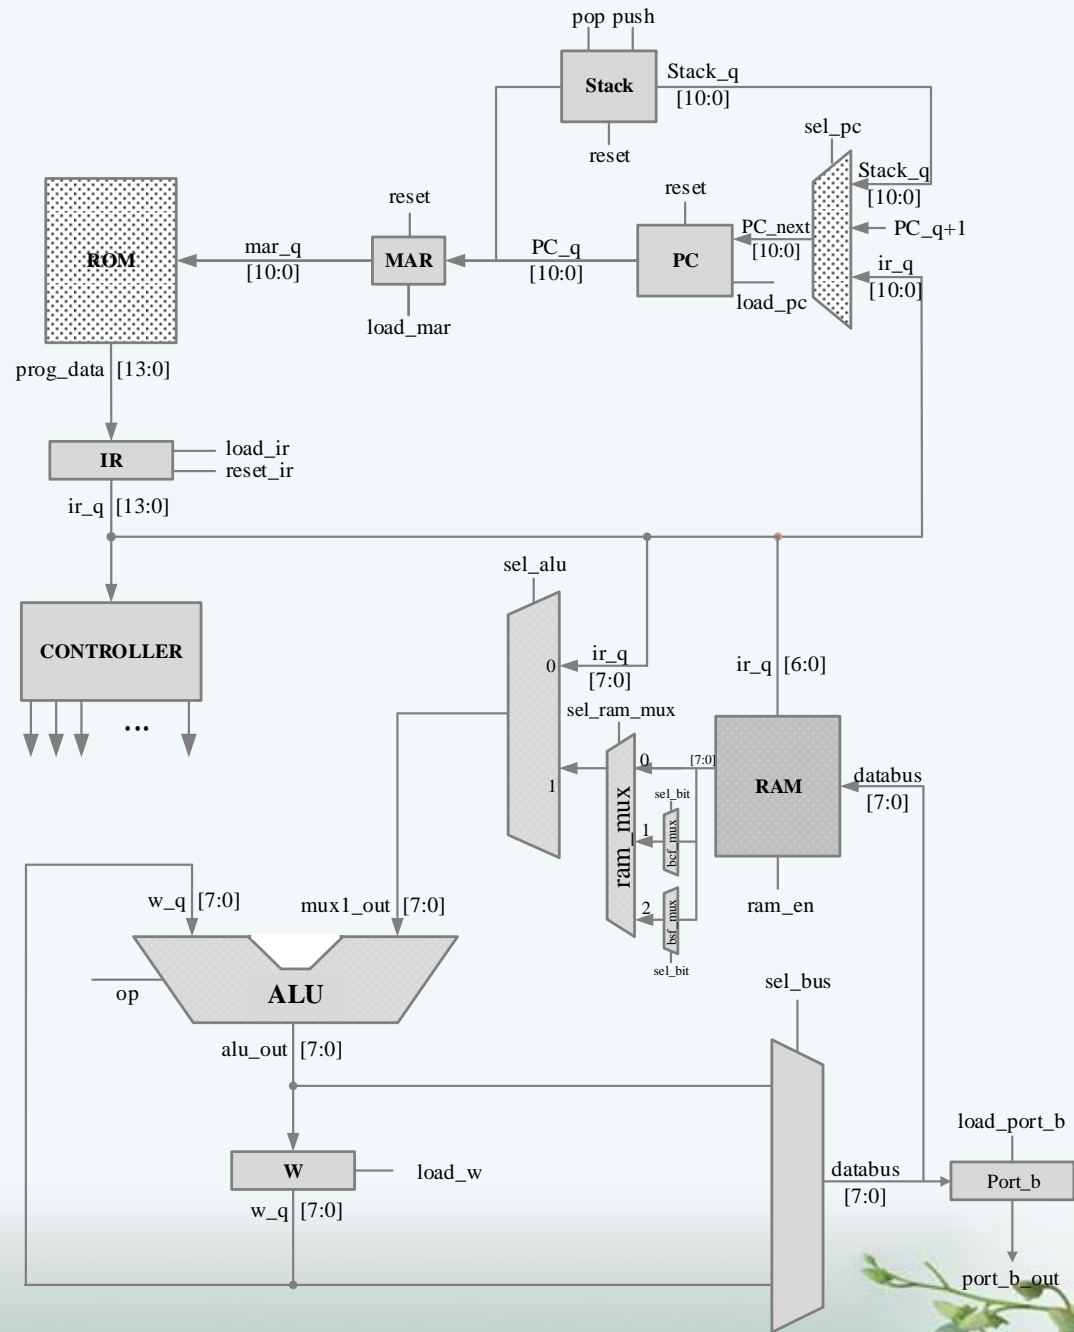 pop push
Stack
Stack_q
[10:0]
reset
sel_pc
Stack_q
[10:0]
PC_q+1
ir_q
[10:0]
PC_next
[10:0]
reset
PC
load_pc
PC_q
[10:0]
reset
MAR
load_mar
mar_q
[10:0]
ROM
prog_data [13:0]
IR
load_ir
reset_ir
ir_q [13:0]
CONTROLLER
...
sel_alu
0
ir_q
[7:0]
1
sel_ram_mux
ram_mux
0
[7:0]
sel_bit
1
bcf_mux
2
bsf_mux
sel_bit
ir_q [6:0]
RAM
databus
[7:0]
ram_en
w_q [7:0]
mux1_out [7:0]
op
ALU
alu_out [7:0]
W
load_w
w_q [7:0]
sel_bus
databus
[7:0]
load_port_b
Port_b
port_b_out